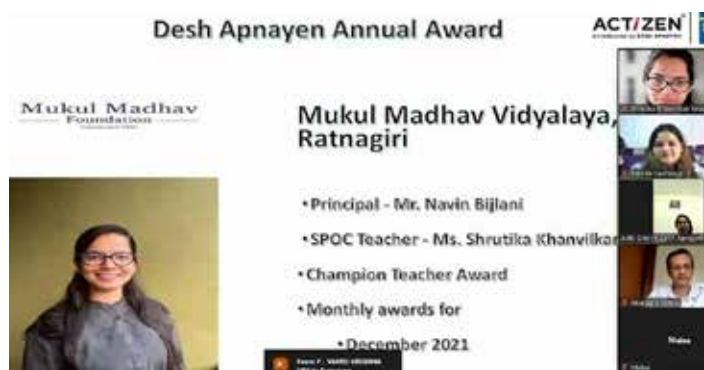 Desh Apnayen Annual Award
ACTIZEN
Mukul Madhav
Foundation
Mukul Madhav Vidyalaya,
Ratnagiri
•Principal - Mr. Navin Bijlani
•SPOC Teacher - Ms. Shrutika Khanvilkar
•Champion Teacher Award
•Monthly awards for
•December 2021